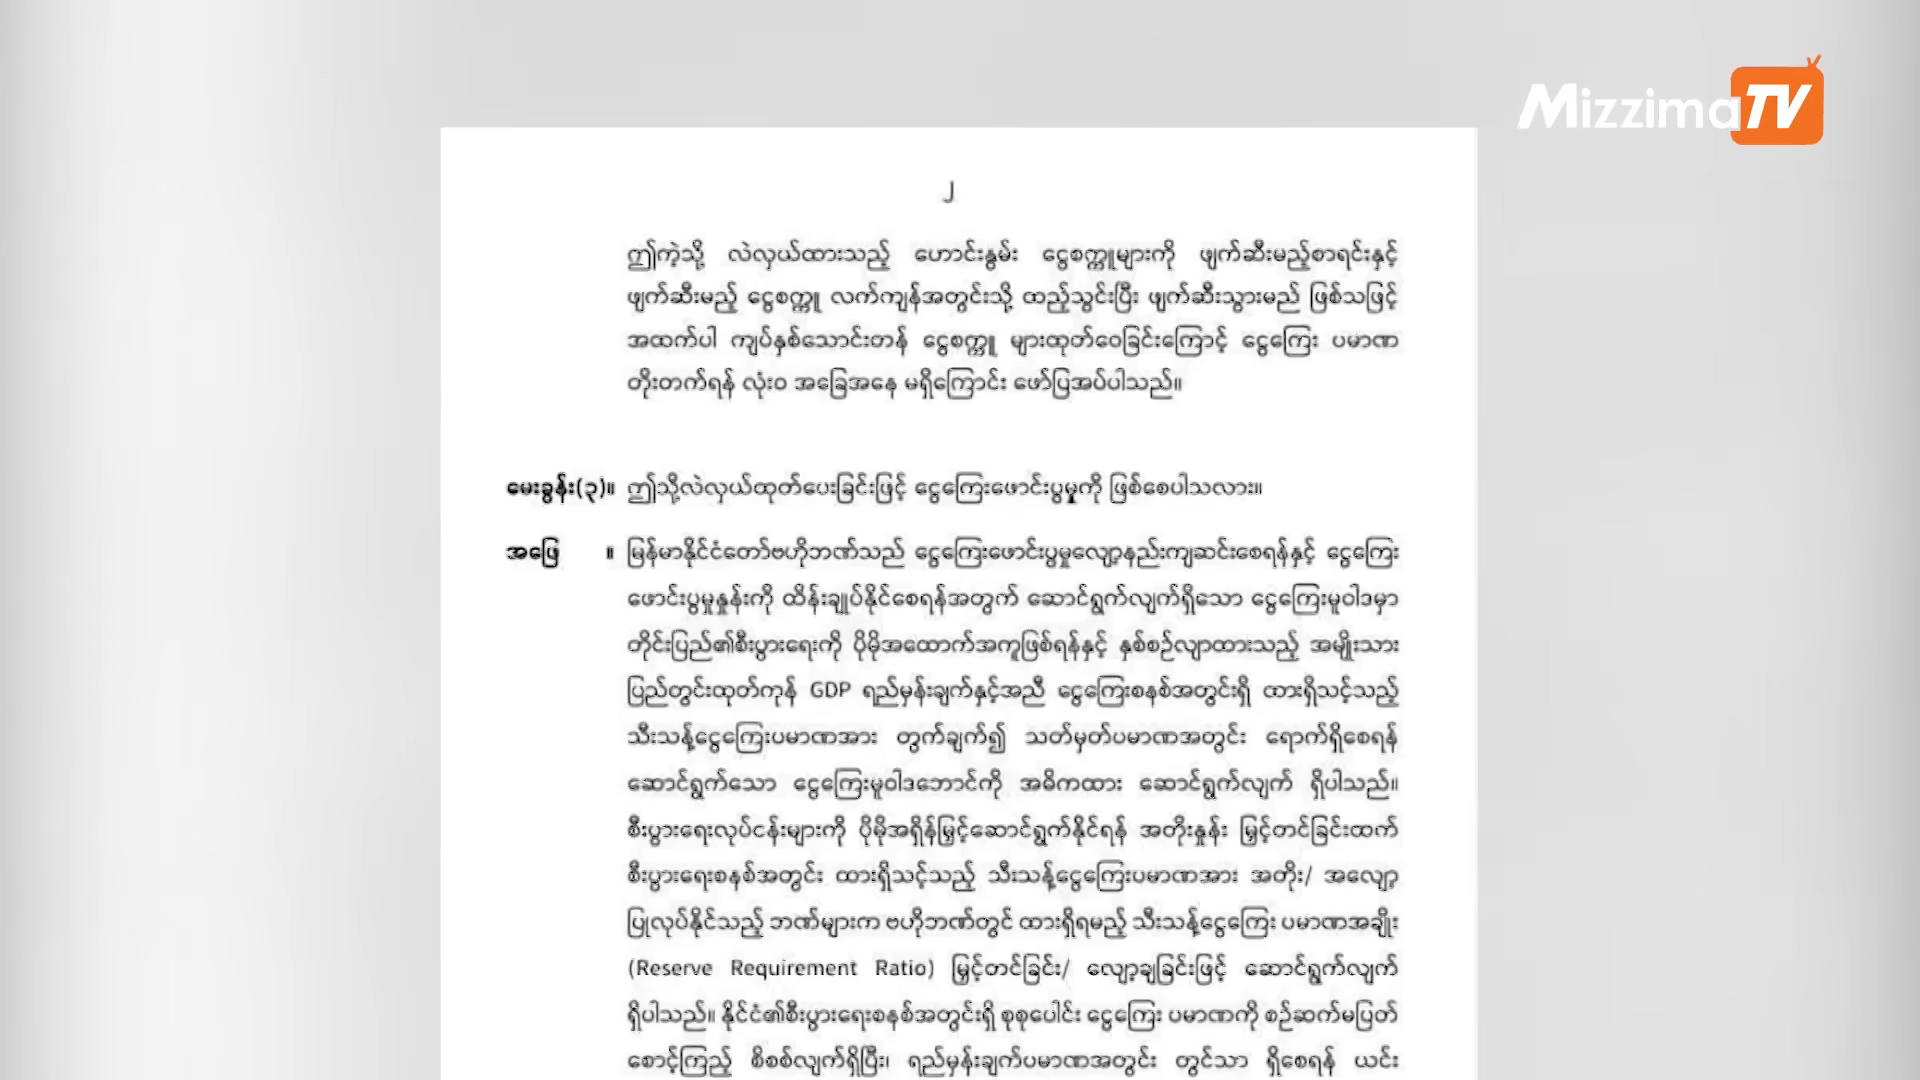 Mizzima TV
၂
ဤကဲ့သို့ လဲလှယ်ထားသည့် ဟောင်းနွမ်း ငွေစက္ကူများကို ဖျက်ဆီးမည့်စာရင်းနှင့်
ဖျက်ဆီးမည့် ငွေစက္ကူ လက်ကျန်အတွင်းသို့ ထည့်သွင်းပြီး ဖျက်ဆီးသွားမည် ဖြစ်သဖြင့်
အထက်ပါ ကျပ်နှစ်သောင်းတန် ငွေစက္ကူ များထုတ်ဝေခြင်းကြောင့် ငွေကြေး ပမာဏ
တိုးတက်ရန် လုံးဝ အခြေအနေ မရှိကြောင်း ဖော်ပြအပ်ပါသည်။
မေးခွန်း(၃)။ ဤသို့လဲလှယ်ထုတ်ပေးခြင်းဖြင့် ငွေကြေးဖောင်းပွမှုကို ဖြစ်စေပါသလား။
အဖြေ ။ မြန်မာနိုင်ငံတော်ဗဟိုဘဏ်သည် ငွေကြေးဖောင်းပွမှုလျော့နည်းကျဆင်းစေရန်နှင့် ငွေကြေး
ဖောင်းပွမှုနှုန်းကို ထိန်းချုပ်နိုင်စေရန်အတွက် ဆောင်ရွက်လျက်ရှိသော ငွေကြေးမူဝါဒမှာ
တိုင်းပြည်၏စီးပွားရေးကို ပိုမိုအထောက်အကူဖြစ်ရန်နှင့် နှစ်စဉ်လျာထားသည့် အမျိုးသား
ပြည်တွင်းထုတ်ကုန် GDP ရည်မှန်းချက်နှင့်အညီ ငွေကြေးစနစ်အတွင်းရှိ ထားရှိသင့်သည့်
သီးသန့်ငွေကြေးပမာဏအား တွက်ချက်၍ သတ်မှတ်ပမာဏအတွင်း ရောက်ရှိစေရန်
ဆောင်ရွက်သော ငွေကြေးမူဝါဒဘောင်ကို အဓိကထား ဆောင်ရွက်လျက် ရှိပါသည်။
စီးပွားရေးလုပ်ငန်းများကို ပိုမိုအရှိန်မြှင့်ဆောင်ရွက်နိုင်ရန် အတိုးနှုန်း မြှင့်တင်ခြင်းထက်
စီးပွားရေးစနစ်အတွင်း ထားရှိသင့်သည့် သီးသန့်ငွေကြေးပမာဏအား အတိုး/ အလျော့
ပြုလုပ်နိုင်သည့် ဘဏ်များက ဗဟိုဘဏ်တွင် ထားရှိရမည့် သီးသန့်ငွေကြေး ပမာဏအချိုး
(Reserve Requirement Ratio) မြှင့်တင်ခြင်း/ လျော့ချခြင်းဖြင့် ဆောင်ရွက်လျက်
ရှိပါသည်။ နိုင်ငံ၏စီးပွားရေးစနစ်အတွင်းရှိ စုစုပေါင်း ငွေကြေး ပမာဏကို စဉ်ဆက်မပြတ်
စောင့်ကြည့် စိစစ်လျက်ရှိပြီး၊ ရည်မှန်းချက်ပမာဏအတွင်း တွင်သာ ရှိစေရန် ယင်း